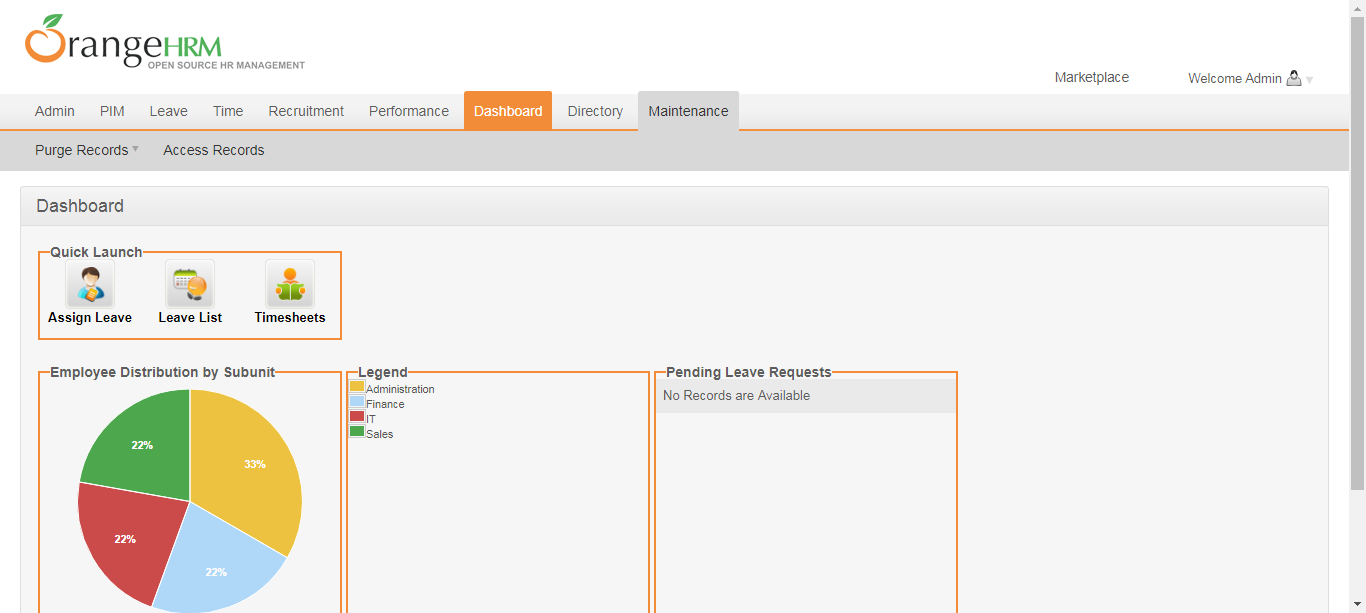 OrangeHRM
OPEN SOURCE HR MANAGEMENT
Marketplace
Welcome Admin
Admin PIM Leave Time Recruitment Performance Dashboard Directory Maintenance
Purge Records Access Records
Dashboard
Quick Launch
Assign Leave Leave List Timesheets
Employee Distribution by Subunit
22%
33%
22%
22%
Legend
Administration
Finance
IT
Sales
Pending Leave Requests
No Records are Available